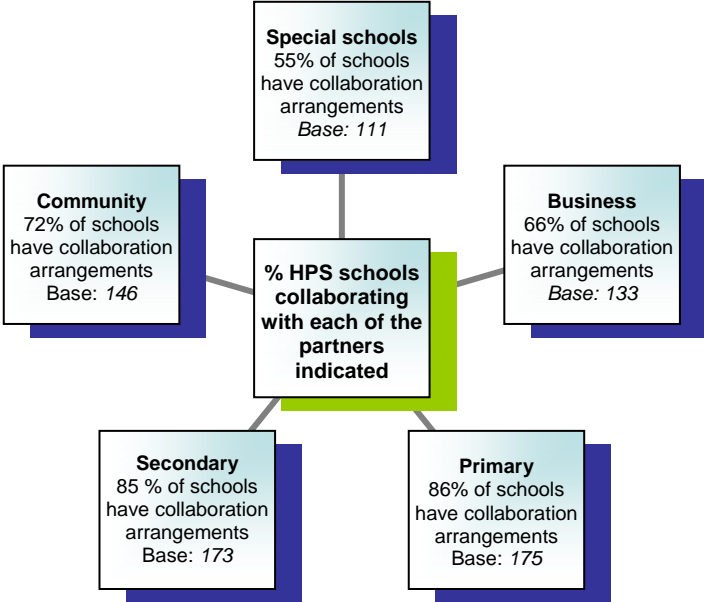 Special schools
55% of schools
have collaboration
arrangements
Base: 111
Community
72% of schools
have collaboration
arrangements
Base: 146
Business
66% of schools
have collaboration
arrangements
Base: 133
% HPS schools
collaborating
with each of the
partners
indicated
Secondary
85 % of schools
have collaboration
arrangements
Base: 173
Primary
86% of schools
have collaboration
arrangements
Base: 175